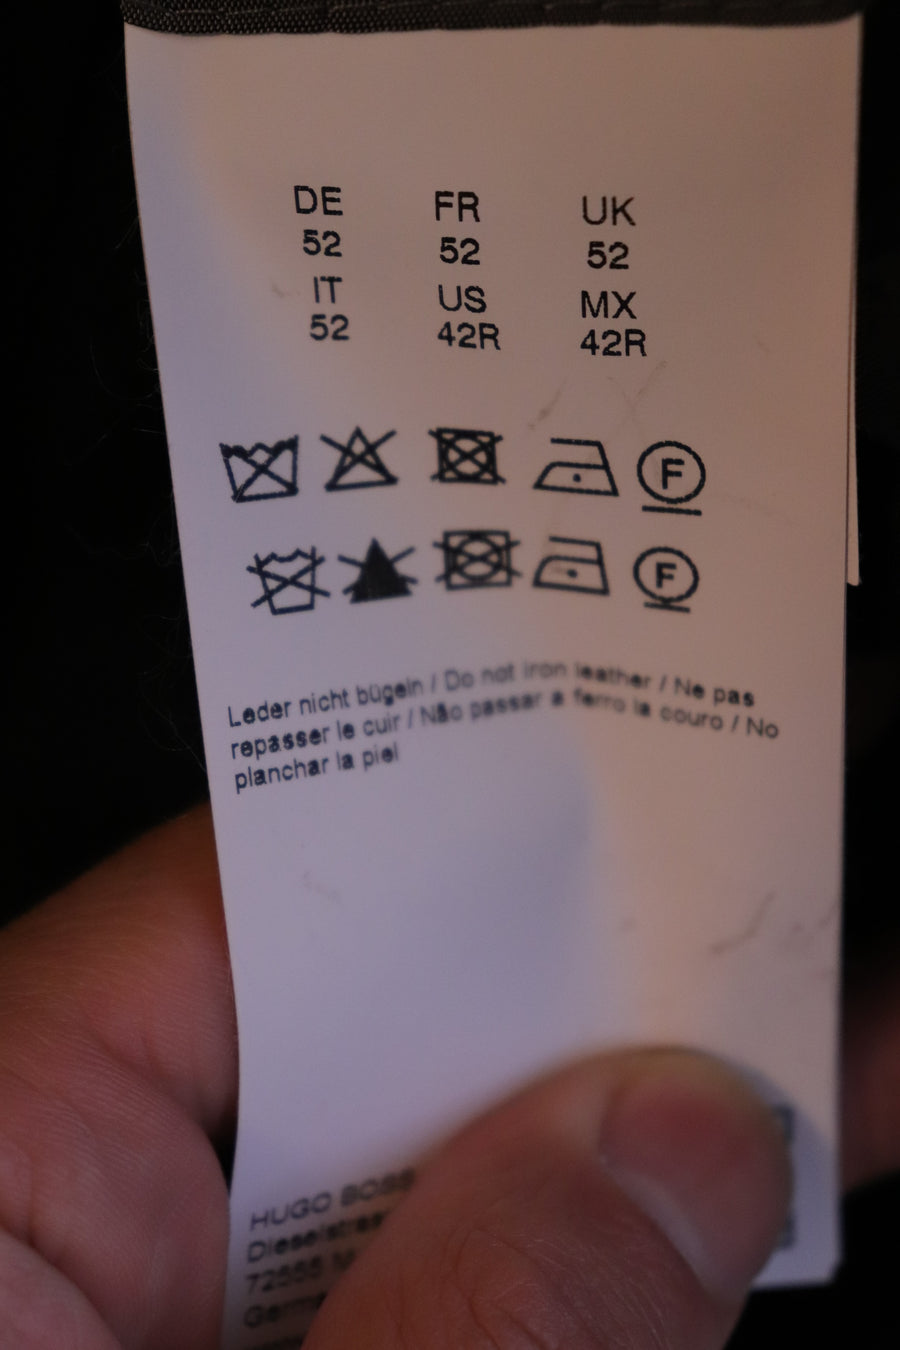 DE FR UK
52 52 52
IT US MX
52 42R 42R
F
F
Leder nicht bügeln / Do not iron leather / Ne pas
repasser le cuir / Não passar a ferro la couro / No
planchar la piel
HUGO BOSS
72555